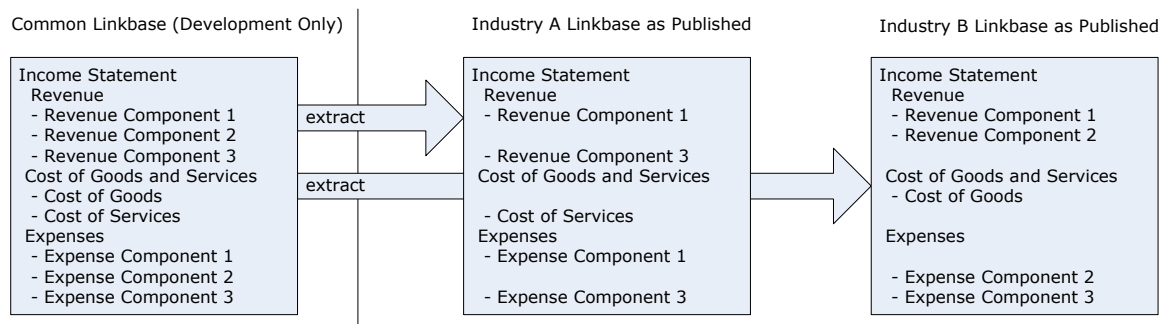 Common Linkbase (Development Only)
Industry A Linkbase as Published
Industry B Linkbase as Published
Income Statement
Revenue
- Revenue Component 1
- Revenue Component 2
- Revenue Component 3
Cost of Goods and Services
- Cost of Goods
- Cost of Services
Expenses
- Expense Component 1
- Expense Component 2
- Expense Component 3
extract
extract
Income Statement
Revenue
- Revenue Component 1
- Revenue Component 3
Cost of Goods and Services
- Cost of Services
Expenses
- Expense Component 1
- Expense Component 3
Income Statement
Revenue
- Revenue Component 1
- Revenue Component 2
Cost of Goods and Services
- Cost of Goods
Expenses
- Expense Component 2
- Expense Component 3